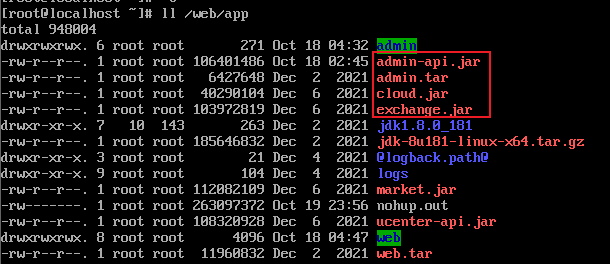 [root@localhost ~]# ll /web/app
total 948004
drwxrwxrwx. 6 root root 271 Oct 18 04:32 admin
-rw-r--r--. 1 root root 106401486 Oct 18 02:45 admin-api.jar
-rw-r--r--. 1 root root 6427648 Dec 2 2021 admin.tar
-rw-r--r--. 1 root root 40290104 Dec 6 2021 cloud.jar
-rw-r--r--. 1 root root 103972819 Dec 6 2021 exchange.jar
drwxr-xr-x. 7 10 143 263 Dec 2 2021 jdk1.8.0_181
-rw-r--r--. 1 root root 185646832 Dec 2 2021 jdk-8u181-linux-x64.tar.gz
drwxr-xr-x. 3 root root 21 Dec 4 2021 @logback.path@
drwxr-xr-x. 9 root root 104 Dec 4 2021 logs
-rw-r--r--. 1 root root 112082109 Dec 6 2021 market.jar
-rw-------. 1 root root 263097372 Oct 19 23:56 nohup.out
-rw-r--r--. 1 root root 108320928 Dec 6 2021 ucenter-api.jar
drwxrwxrwx. 8 root root 4096 Oct 18 04:47 web
-rw-r--r--. 1 root root 11960832 Dec 2 2021 web.tar